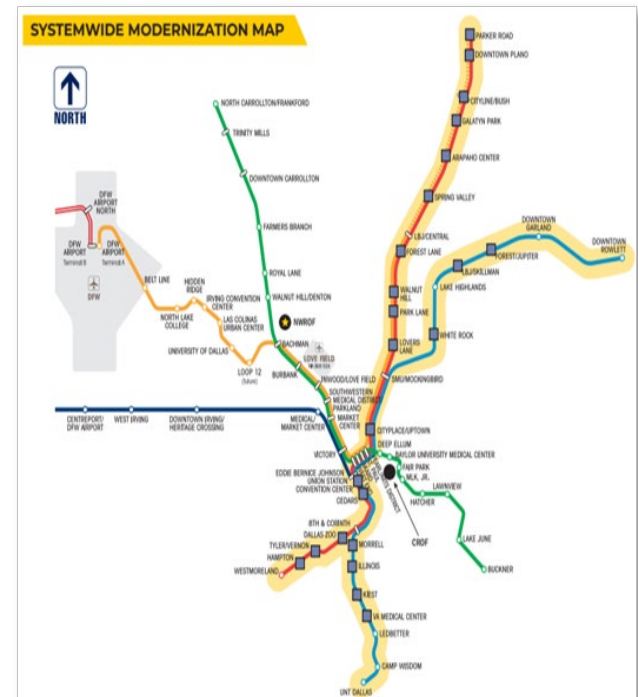 SYSTEMWIDE MODERNIZATION MAP
NORTH
PARKER ROAD
DOWNTOWN PLANO
CITYLINE/BUSH
GALATYN PARK
ARAPAHO CENTER
SPRING VALLEY
LBJ/CENTRAL
FOREST LANE
WALNUT
HILL
PARK LANE
LOVERS
LANE
SMU/MOCKINGBIRD
CITYPLACE/UPTOWN
DOWNTOWN
GARLAND
DOWNTOWN
ROWLETT
FOREST/JUPITER
LBJ/SKILLMAN
LAKE HIGHLANDS
WHITE ROCK
NORTH CARROLLTON/FRANKFORD
TRINITY MILLS
DOWNTOWN CARROLLTON
FARMERS BRANCH
ROYAL LANE
WALNUT HILL/DENTON
NWROF
BACHMAN
LOVE FIELD
BURBANK
INWOOD/LOVE FIELD
SOUTHWESTERN
MEDICAL DISTRICT
PARKLAND
MARKET
CENTER
DFW
AIRPORT
NORTH
DFW
AIRPORT
Terminal B
DFW
AIRPORT
Terminal A
DFW
BELT LINE
NORTH LAKE
COLLEGE
HIDDEN
RIDGE
IRVING CONVENTION
CENTER
LAS COLINAS
URBAN CENTER
UNIVERSITY OF DALLAS
LOOP 12
(future)
CENTREPORT/
DFW AIRPORT
WEST IRVING
DOWNTOWN IRVING/
HERITAGE CROSSING
MEDICAL/
MARKET CENTER
VICTORY
EDDIE BERNICE JOHNSON
UNION STATION
CONVENTION CENTER
CEDARS
DEEP ELLUM
BAYLOR UNIVERSITY MEDICAL CENTER
FAIR PARK
MLK, JR.
HATCHER
LAWNVIEW
LAKE JUNE
BUCKNER
CROF
8TH & CORINTH
DALLAS ZOO
TYLER/VERNON
HAMPTON
WESTMORELAND
MORRELL
ILLINOIS
KIEST
VA MEDICAL CENTER
LEDBETTER
CAMP WISDOM
UNT DALLAS